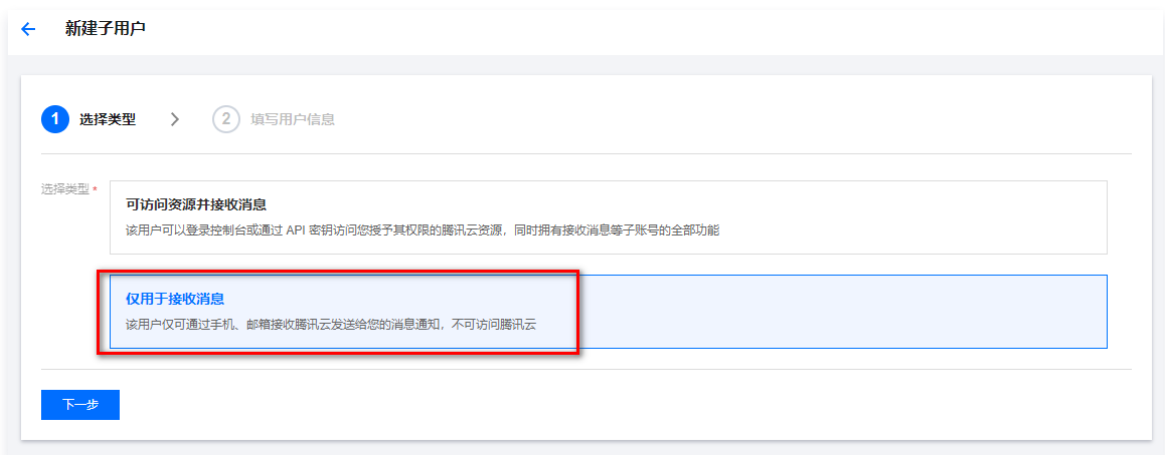 新建子用户
1 选择类型 > 2 填写用户信息
选择类型 *
可访问资源并接收消息
该用户可以登录控制台或通过 API 密钥访问您授予其权限的腾讯云资源，同时拥有接收消息等子账号的全部功能
仅用于接收消息
该用户仅可通过手机、邮箱接收腾讯云发送给您的消息通知，不可访问腾讯云
下一步